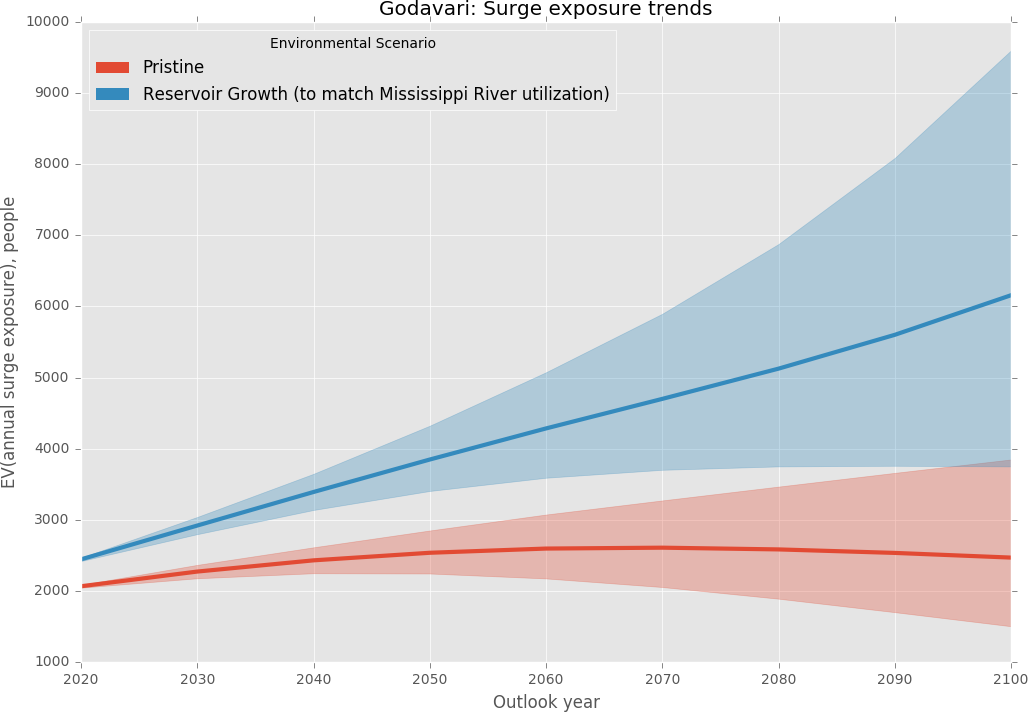 Godavari: Surge exposure trends
Environmental Scenario
Pristine
Reservoir Growth (to match Mississippi River utilization)
EV(annual surge exposure), people
10000
9000
8000
7000
6000
5000
4000
3000
2000
1000
2020 2030 2040 2050 2060 2070 2080 2090 2100
Outlook year